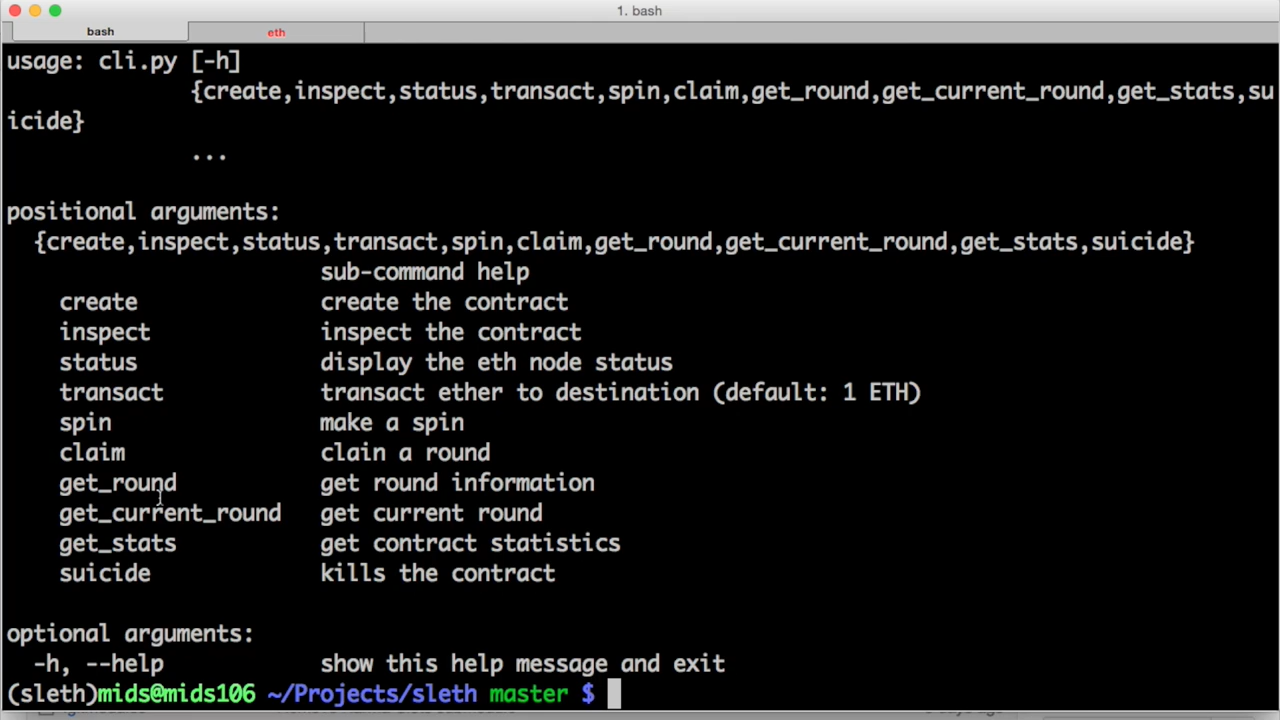 1. bash
bash eth
usage: cli.py [-h]
{create,inspect,status,transact,spin,claim,get_round,get_current_round,get_stats,su
icide}
...
positional arguments:
{create,inspect,status,transact,spin,claim,get_round,get_current_round,get_stats,suicide}
sub-command help
create create the contract
inspect inspect the contract
status display the eth node status
transact transact ether to destination (default: 1 ETH)
spin make a spin
claim clain a round
get_round get round information
get_current_round get current round
get_stats get contract statistics
suicide kills the contract
optional arguments:
-h, --help show this help message and exit
(sleth)mids@mids106 ~/Projects/sleth master $